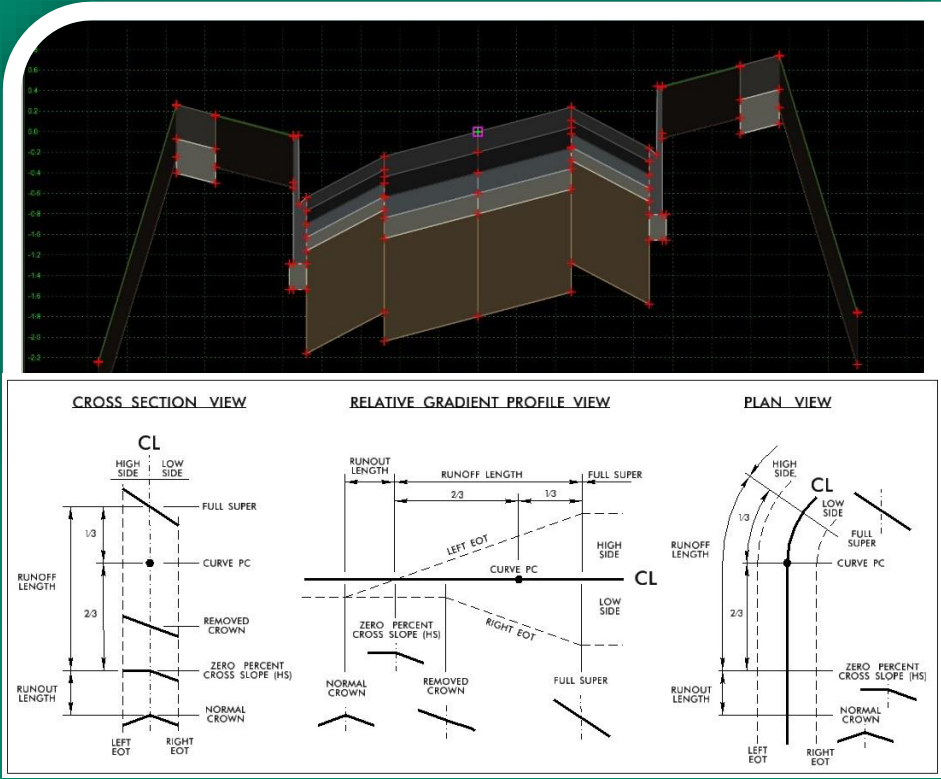 0.6
0.4
0.2
0.0
-0.2
-0.4
-0.6
-0.8
-1.0
-1.2
-1.4
-1.6
-1.8
-2.0
-2.2
CROSS SECTION VIEW
CL
HIGH SIDE
LOW SIDE
FULL SUPER
1/3
CURVE PC
RUNOFF LENGTH
2/3
REMOVED CROWN
ZERO PERCENT
CROSS SLOPE (HS)
RUNOUT LENGTH
NORMAL CROWN
LEFT EOT
RIGHT EOT
RELATIVE GRADIENT PROFILE VIEW
RUNOUT LENGTH
RUNOFF LENGTH
FULL SUPER
2/3
1/3
LEFT EOT
HIGH SIDE
CURVE PC
CL
LOW SIDE
RIGHT EOT
ZERO PERCENT
CROSS SLOPE (HS)
NORMAL CROWN
REMOVED CROWN
FULL SUPER
PLAN VIEW
HIGH SIDE
CL
LOW SIDE
1/3
FULL SUPER
RUNOFF LENGTH
CURVE PC
2/3
ZERO PERCENT
CROSS SLOPE (HS)
RUNOUT LENGTH
NORMAL CROWN
LEFT EOT
RIGHT EOT